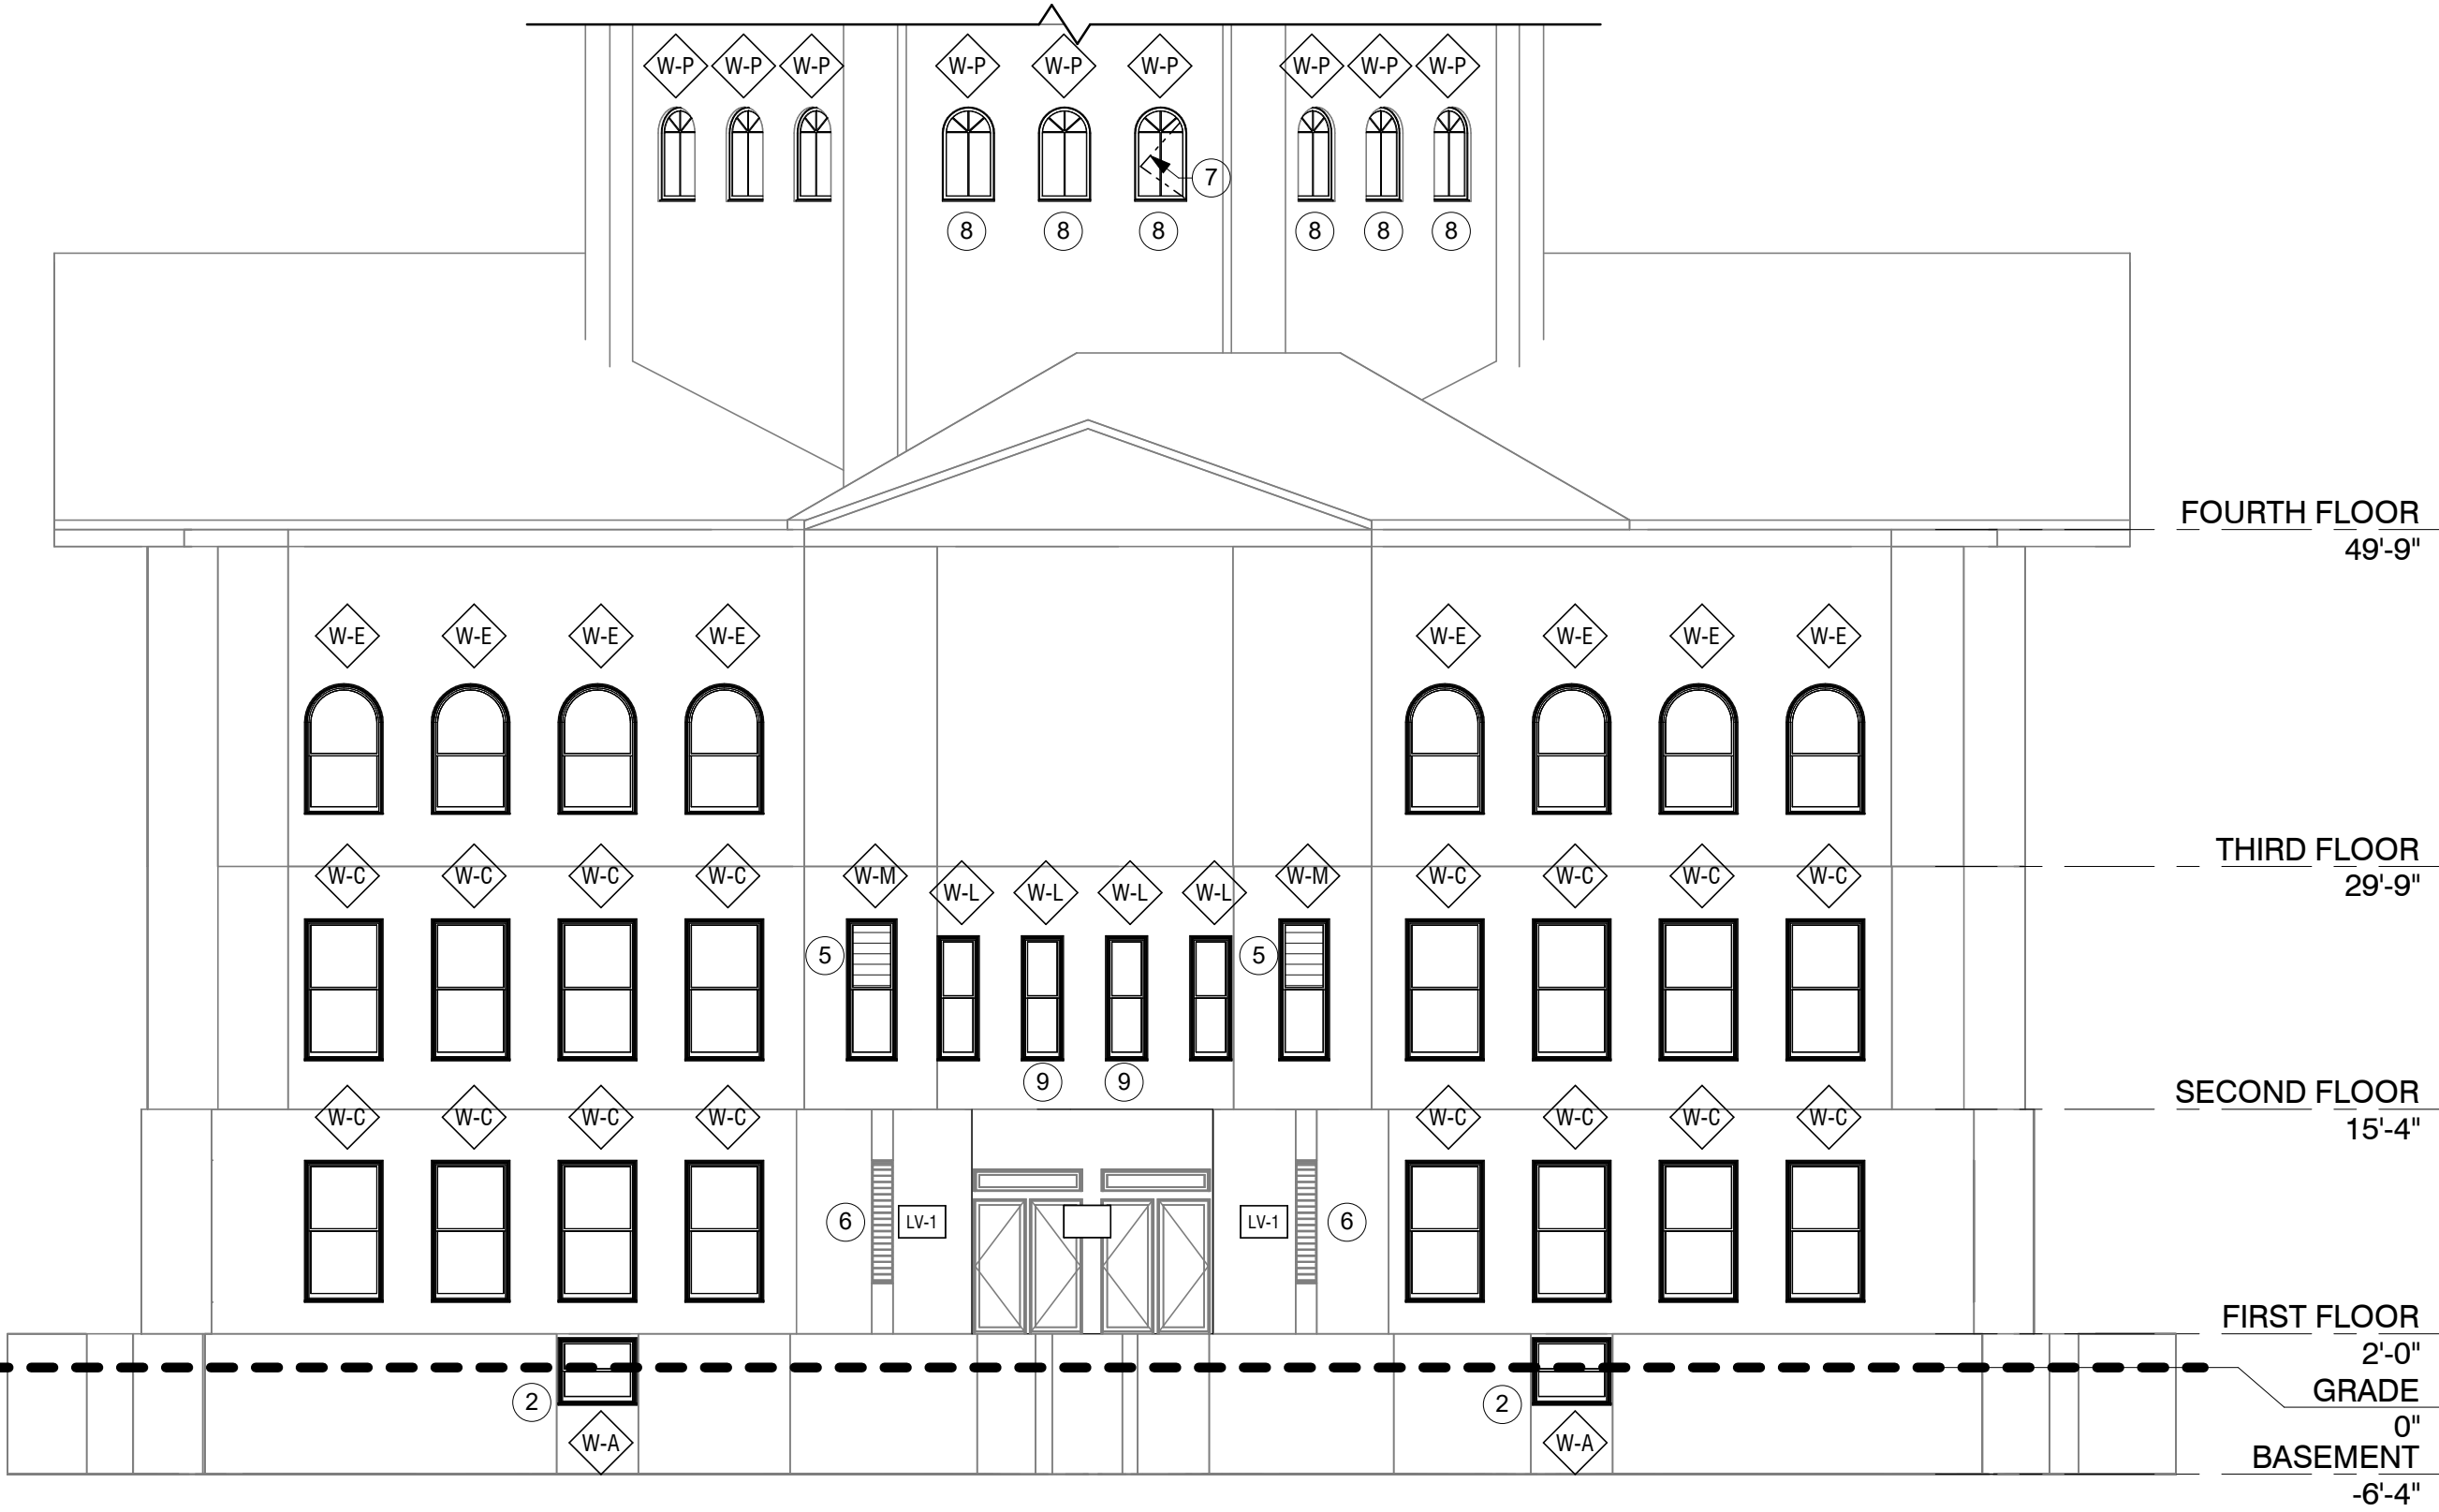 W-P W-P W-P W-P W-P W-P W-P W-P W-P
7
8 8 8 8 8 8
FOURTH FLOOR
49'-9"
W-E W-E W-E W-E W-E W-E W-E W-E
THIRD FLOOR
29'-9"
W-C W-C W-C W-C W-M W-L W-L W-L W-L W-M W-C W-C W-C W-C
5 5
9 9
SECOND FLOOR
15'-4"
W-C W-C W-C W-C W-C W-C W-C W-C
6 LV-1 LV-1 6
FIRST FLOOR
2'-0"
GRADE
0"
2 2
W-A W-A
BASEMENT
-6'-4"